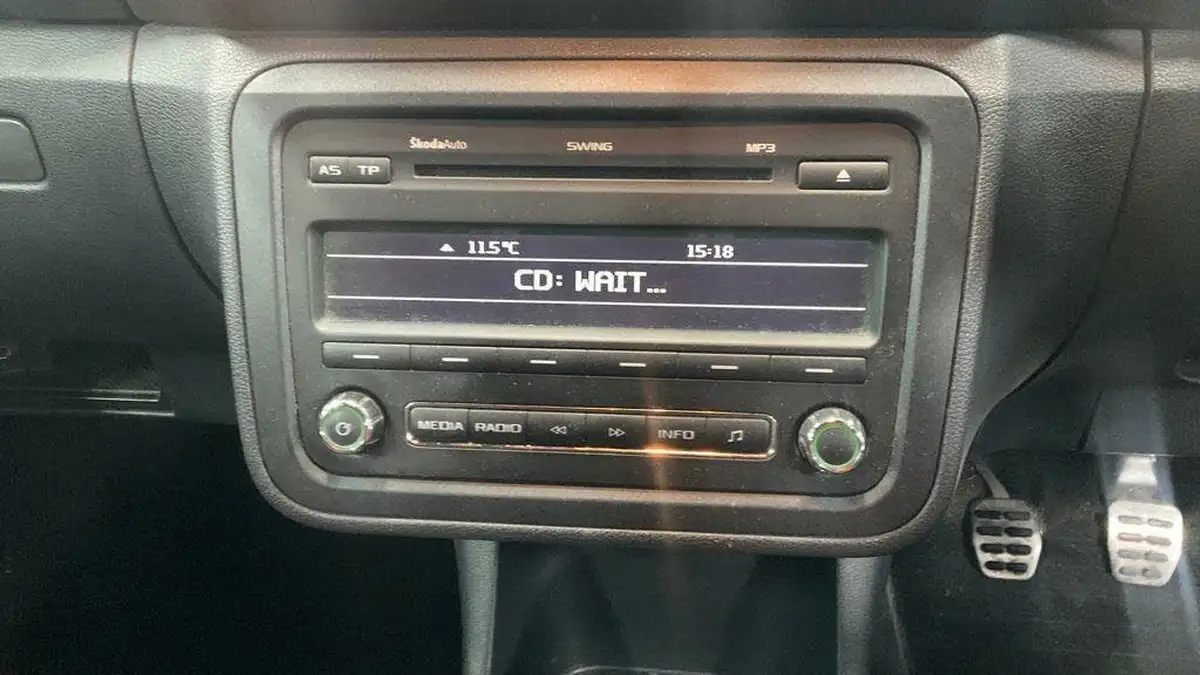 ŠkodaAuto SWING MP3
AS TP
11.5°C 15:18
CD: WAIT...
MEDIA RADIO INFO